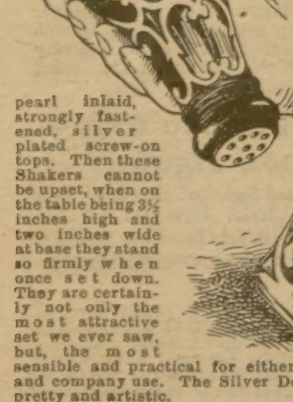 pearl inlaid,
strongly fast-
ened, silver
plated screw-on
tops. Then these
Shakers cannot
be upset, when on
the table being 3½
inches high and
two inches wide
at base they stand
so firmly when
once set down.
They are certain-
ly not only the
most attractive
set we ever saw,
but, the most
sensible and practical for either
and company use. The Silver De
pretty and artistic.